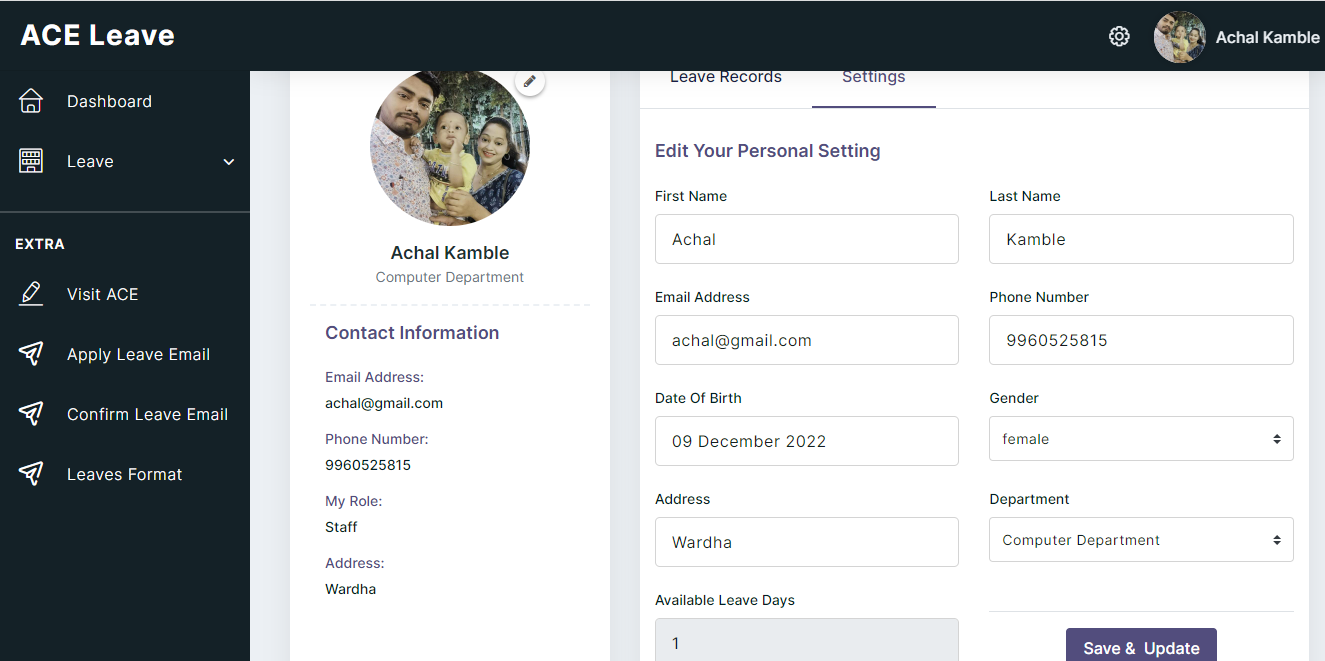 ACE Leave
Achal Kamble
Dashboard
Leave
EXTRA
Visit ACE
Apply Leave Email
Confirm Leave Email
Leaves Format
Achal Kamble
Computer Department
Contact Information
Email Address:
achal@gmail.com
Phone Number:
9960525815
My Role:
Staff
Address:
Wardha
Leave Records
Settings
Edit Your Personal Setting
First Name
Last Name
Achal
Kamble
Email Address
Phone Number
achal@gmail.com
9960525815
Date Of Birth
Gender
09 December 2022
female
Address
Department
Wardha
Computer Department
Available Leave Days
1
Save &  Update